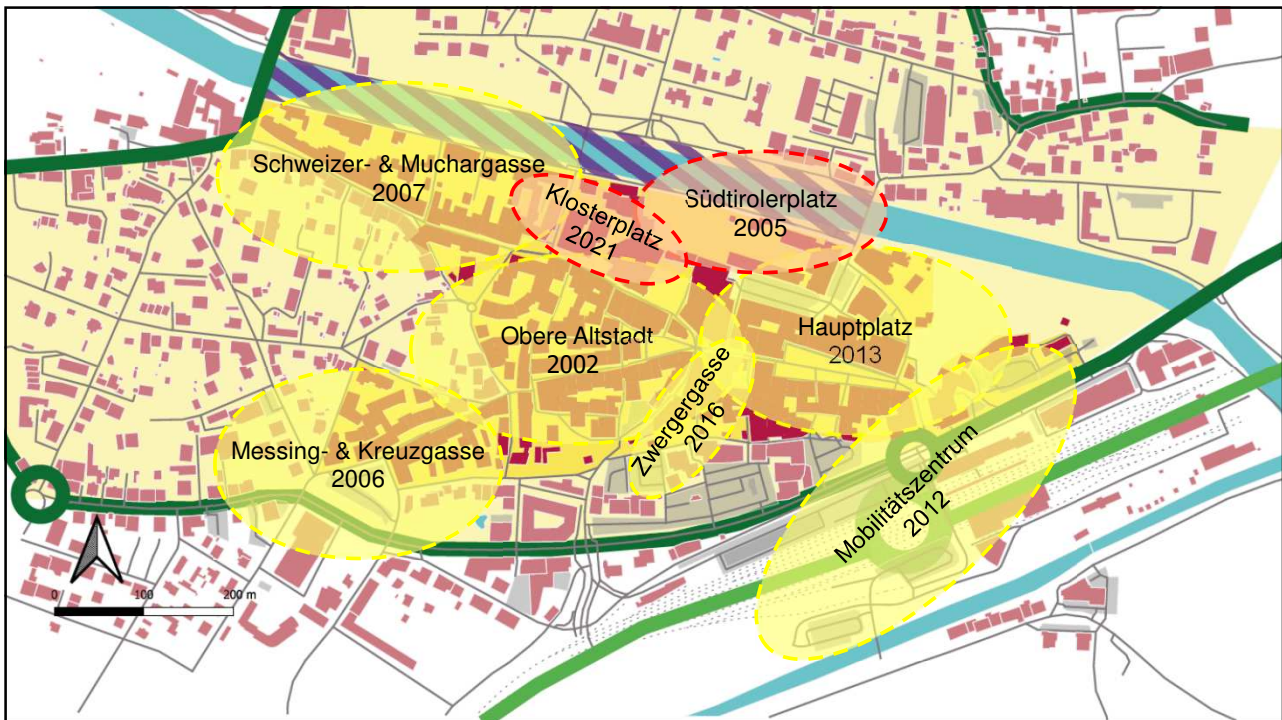 Schweizer- & Muchargasse
2007
Klosterplatz
2021
Südtirolerplatz
2005
Obere Altstadt
2002
Hauptplatz
2013
Zwergergasse
2016
Messing- & Kreuzgasse
2006
Mobilitätszentrum
2012
0 100 200 m